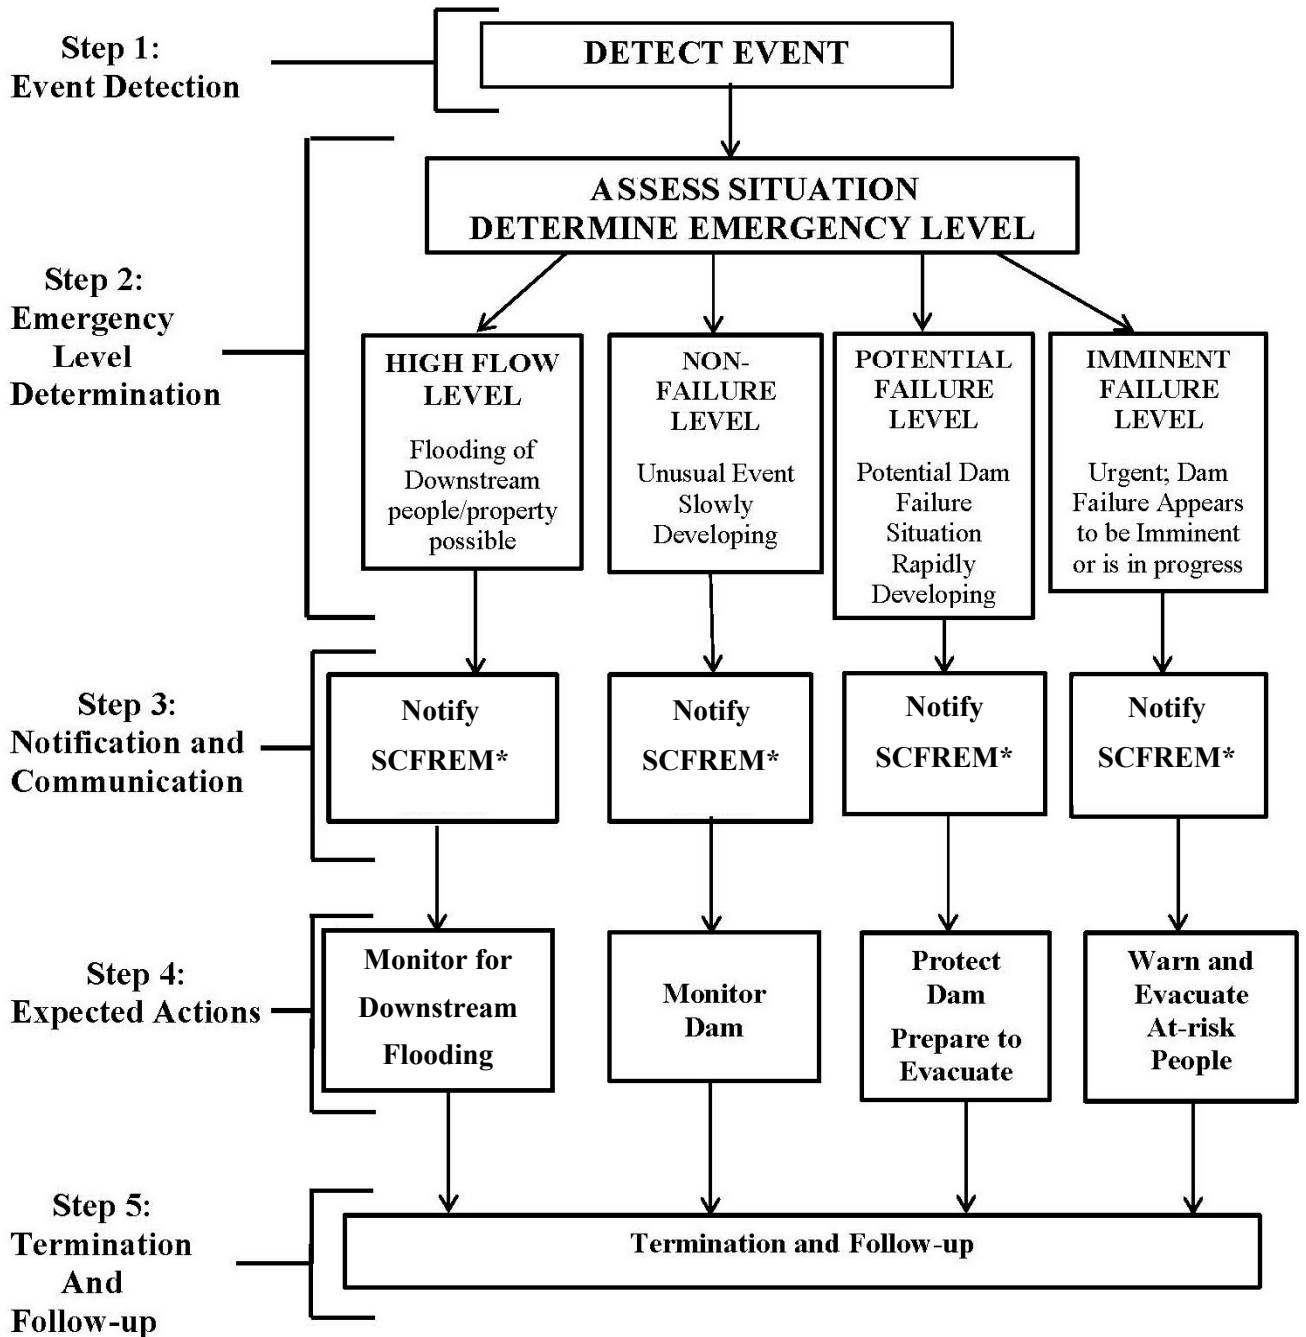 Step 1:
Event Detection
DETECT EVENT
Step 2:
Emergency
Level
Determination
ASSESS SITUATION
DETERMINE EMERGENCY LEVEL
HIGH FLOW
LEVEL
Flooding of
Downstream
people/property
possible
NON-
FAILURE
LEVEL
Unusual Event
Slowly
Developing
POTENTIAL
FAILURE
LEVEL
Potential Dam
Failure
Situation
Rapidly
Developing
IMMINENT
FAILURE
LEVEL
Urgent; Dam
Failure Appears
to be Imminent
or is in progress
Step 3:
Notification and
Communication
Notify
SCFREM*
Notify
SCFREM*
Notify
SCFREM*
Notify
SCFREM*
Step 4:
Expected Actions
Monitor for
Downstream
Flooding
Monitor
Dam
Protect
Dam
Prepare to
Evacuate
Warn and
Evacuate
At-risk
People
Step 5:
Termination
And
Follow-up
Termination and Follow-up